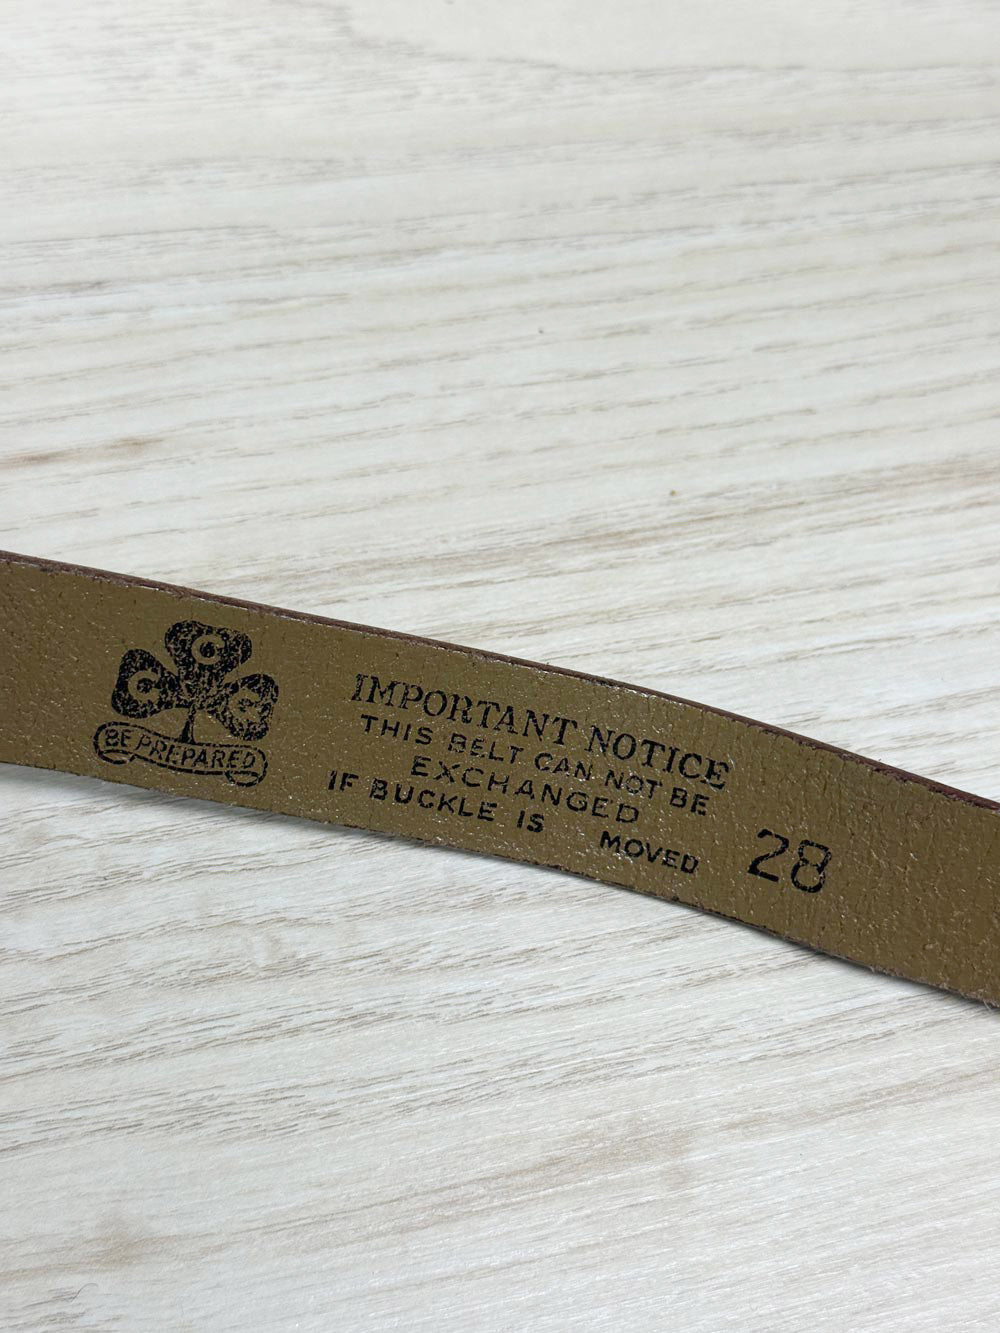 C
C G
BE PREPARED
IMPORTANT NOTICE
THIS BELT CAN NOT BE
EXCHANGED
IF BUCKLE IS MOVED
28